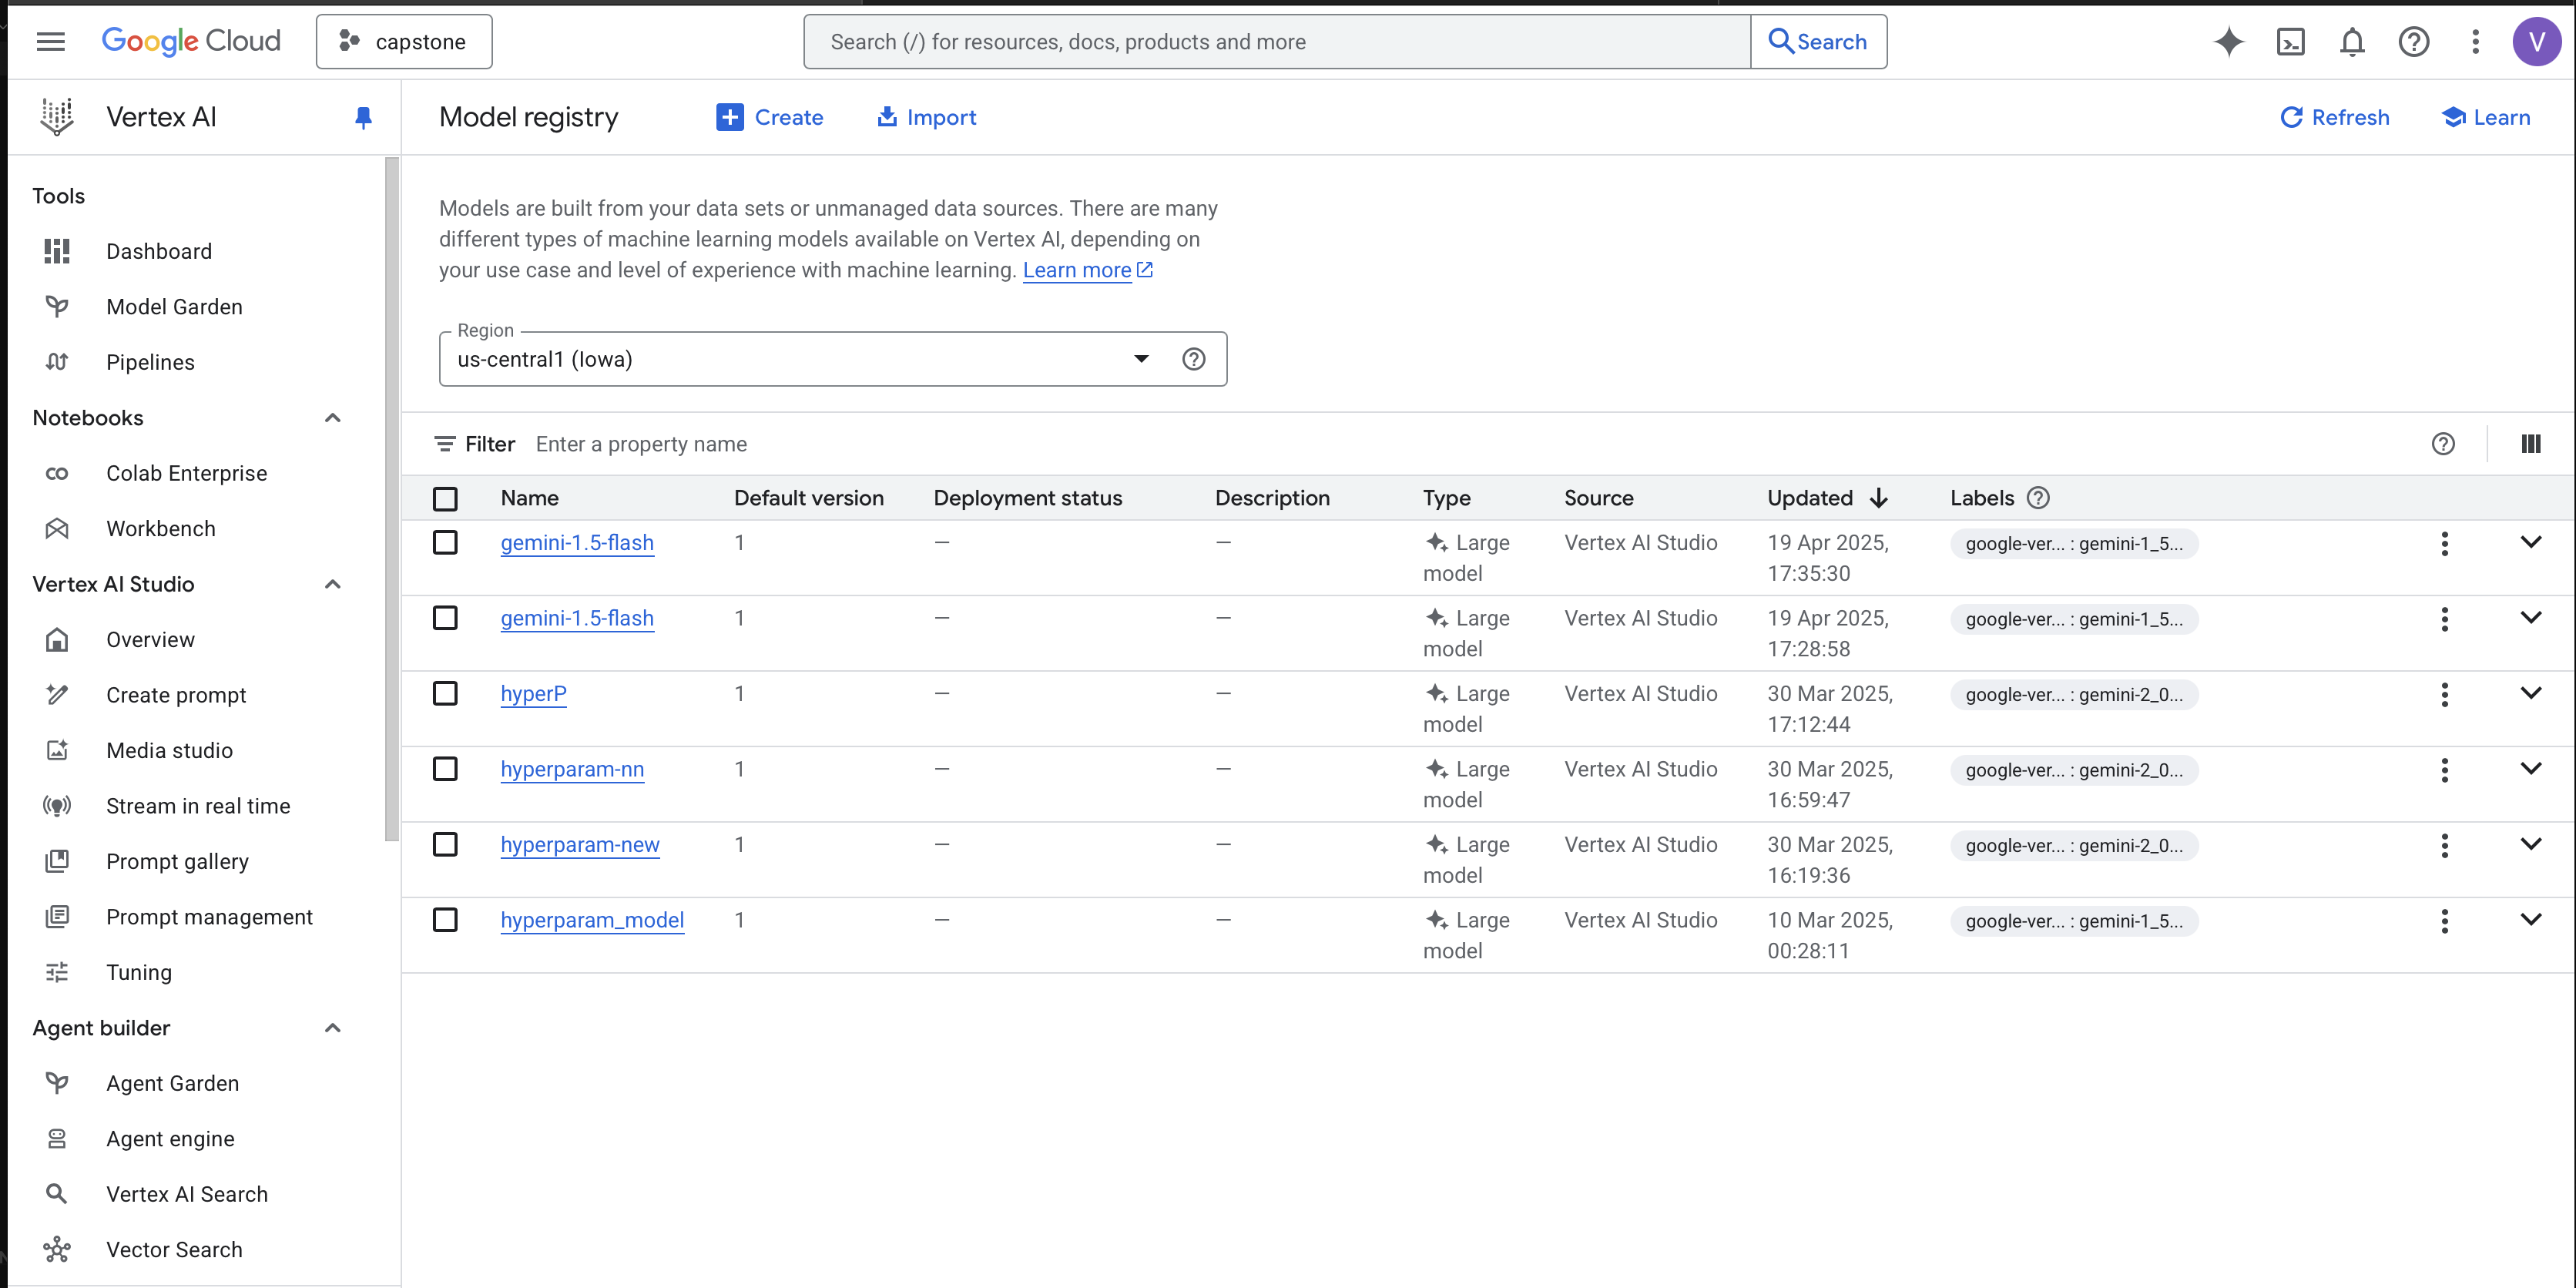 Google Cloud
capstone
Search (/) for resources, docs, products and more
Search
V
Vertex AI
Model registry
Create
Import
Refresh
Learn
Tools
Dashboard
Model Garden
Pipelines
Notebooks
Colab Enterprise
Workbench
Vertex AI Studio
Overview
Create prompt
Media studio
Stream in real time
Prompt gallery
Prompt management
Tuning
Agent builder
Agent Garden
Agent engine
Vertex AI Search
Vector Search
Models are built from your data sets or unmanaged data sources. There are many
different types of machine learning models available on Vertex AI, depending on
your use case and level of experience with machine learning. Learn more
Region
us-central1 (Iowa)
Filter Enter a property name
Name Default version Deployment status Description Type Source Updated Labels
gemini-1.5-flash 1 — — Large Vertex AI Studio 19 Apr 2025, google-ver... : gemini-1_5...
model 17:35:30
gemini-1.5-flash 1 — — Large Vertex AI Studio 19 Apr 2025, google-ver... : gemini-1_5...
model 17:28:58
hyperP 1 — — Large Vertex AI Studio 30 Mar 2025, google-ver... : gemini-2_0...
model 17:12:44
hyperparam-nn 1 — — Large Vertex AI Studio 30 Mar 2025, google-ver... : gemini-2_0...
model 16:59:47
hyperparam-new 1 — — Large Vertex AI Studio 30 Mar 2025, google-ver... : gemini-2_0...
model 16:19:36
hyperparam_model 1 — — Large Vertex AI Studio 10 Mar 2025, google-ver... : gemini-1_5...
model 00:28:11